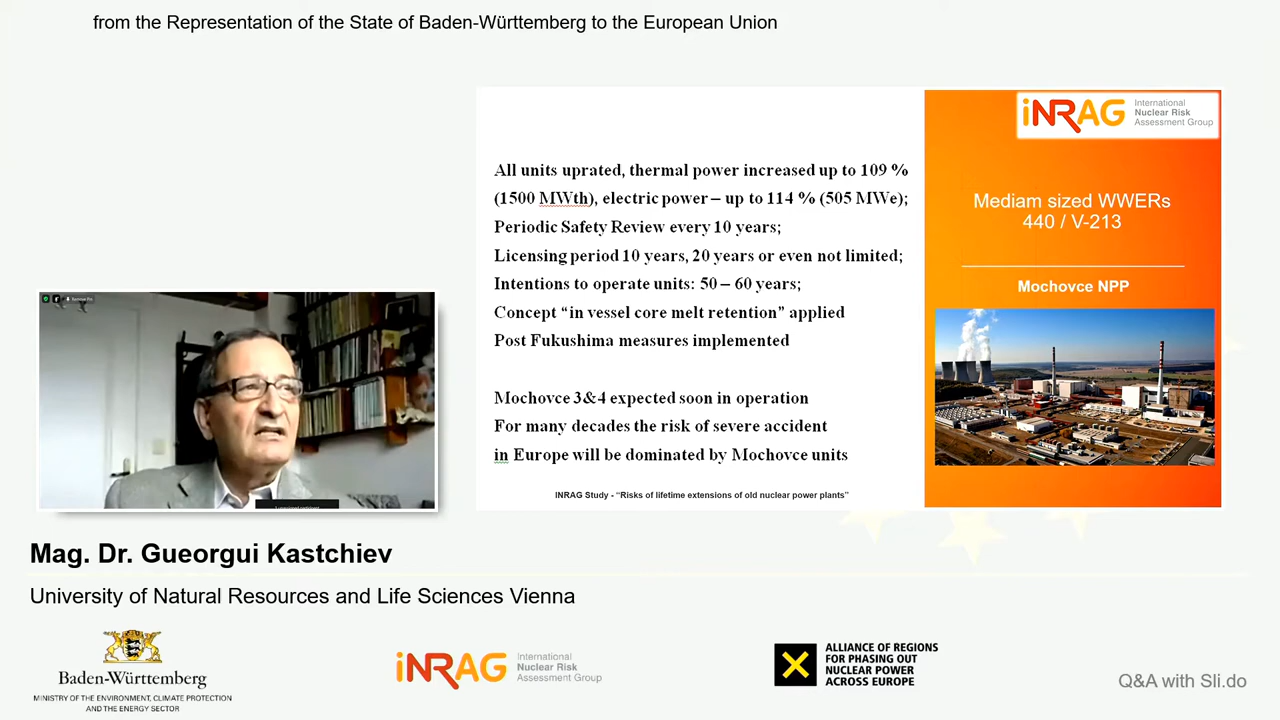 from the Representation of the State of Baden-Württemberg to the European Union
All units uprated, thermal power increased up to 109 %
(1500 MWth), electric power – up to 114 % (505 MWe);
Periodic Safety Review every 10 years;
Licensing period 10 years, 20 years or even not limited;
Intentions to operate units: 50 – 60 years;
Concept “in vessel core melt retention” applied
Post Fukushima measures implemented
Mochovce 3&4 expected soon in operation
For many decades the risk of severe accident
in Europe will be dominated by Mochovce units
INRAG Study - “Risks of lifetime extensions of old nuclear power plants”
iNRAG
International
Nuclear Risk
Assessment Group
Mediam sized WWERs
440 / V-213
Mochovce NPP
Mag. Dr. Gueorgui Kastchiev
University of Natural Resources and Life Sciences Vienna
Baden-Württemberg
MINISTRY OF THE ENVIRONMENT, CLIMATE PROTECTION
AND THE ENERGY SECTOR
iNRAG
International
Nuclear Risk
Assessment Group
ALLIANCE OF REGIONS
FOR PHASING OUT
NUCLEAR POWER
ACROSS EUROPE
Q&A with Sli.do